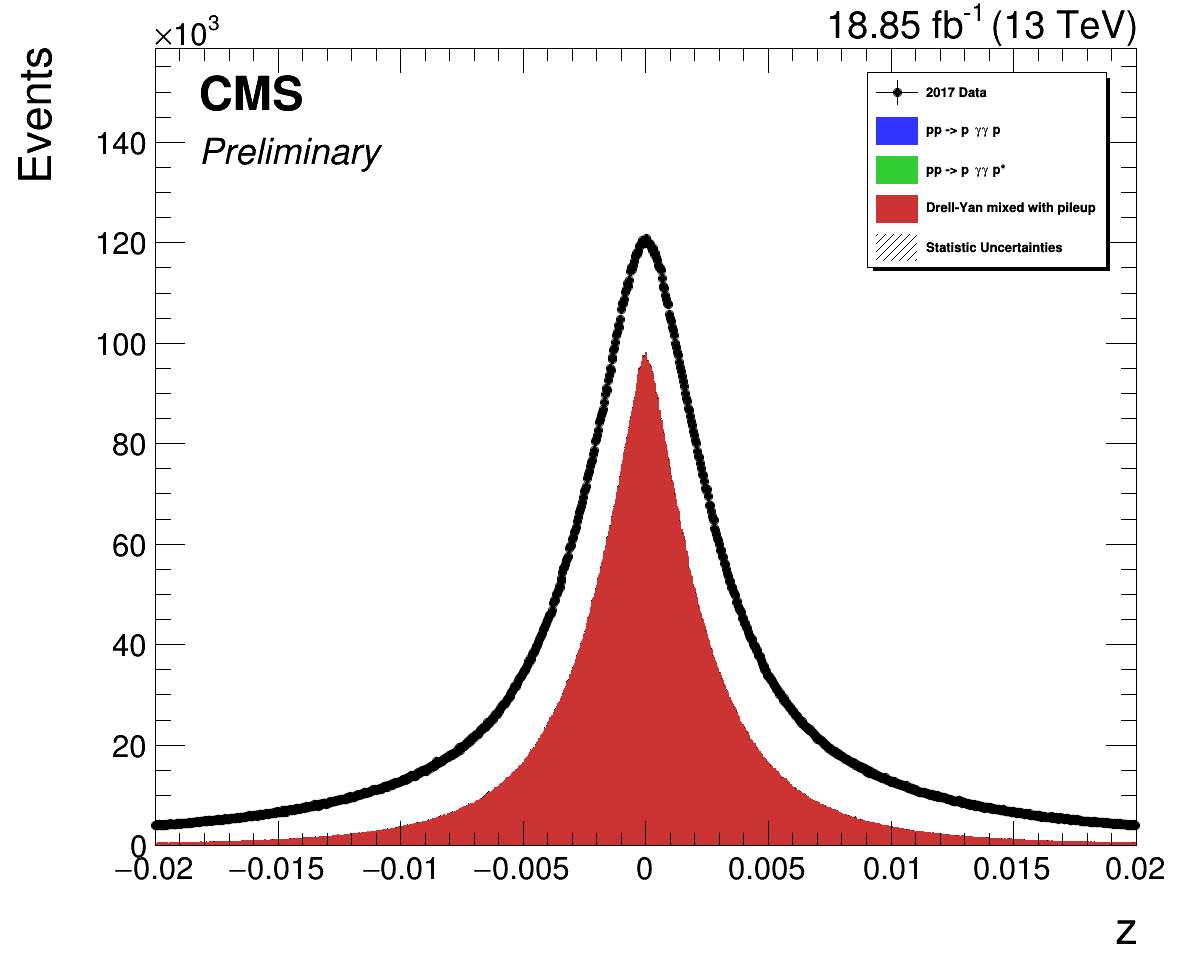 ×10³
18.85 fb⁻¹ (13 TeV)
Events
CMS
Preliminary
2017 Data
pp -> p γγ p
pp -> p γγ p*
Drell-Yan mixed with pileup
Statistic Uncertainties
140
120
100
80
60
40
20
0
−0.02 −0.015 −0.01 −0.005 0 0.005 0.01 0.015 0.02
z